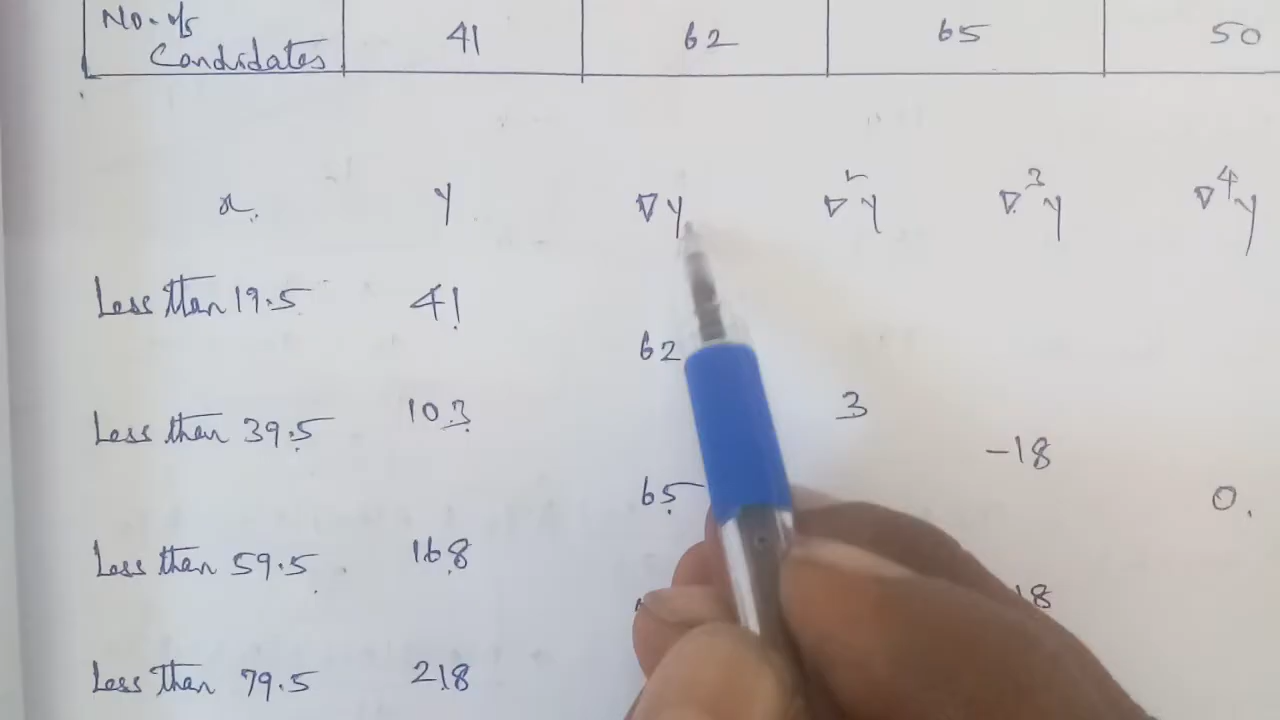 No. of
Candidates 41 62 65 50
x. y ∇y ∇²y ∇³y ∇⁴y
Less than 19.5 41
62
Less than 39.5 103 3
-18
65 0.
Less than 59.5 168
18
Less than 79.5 218